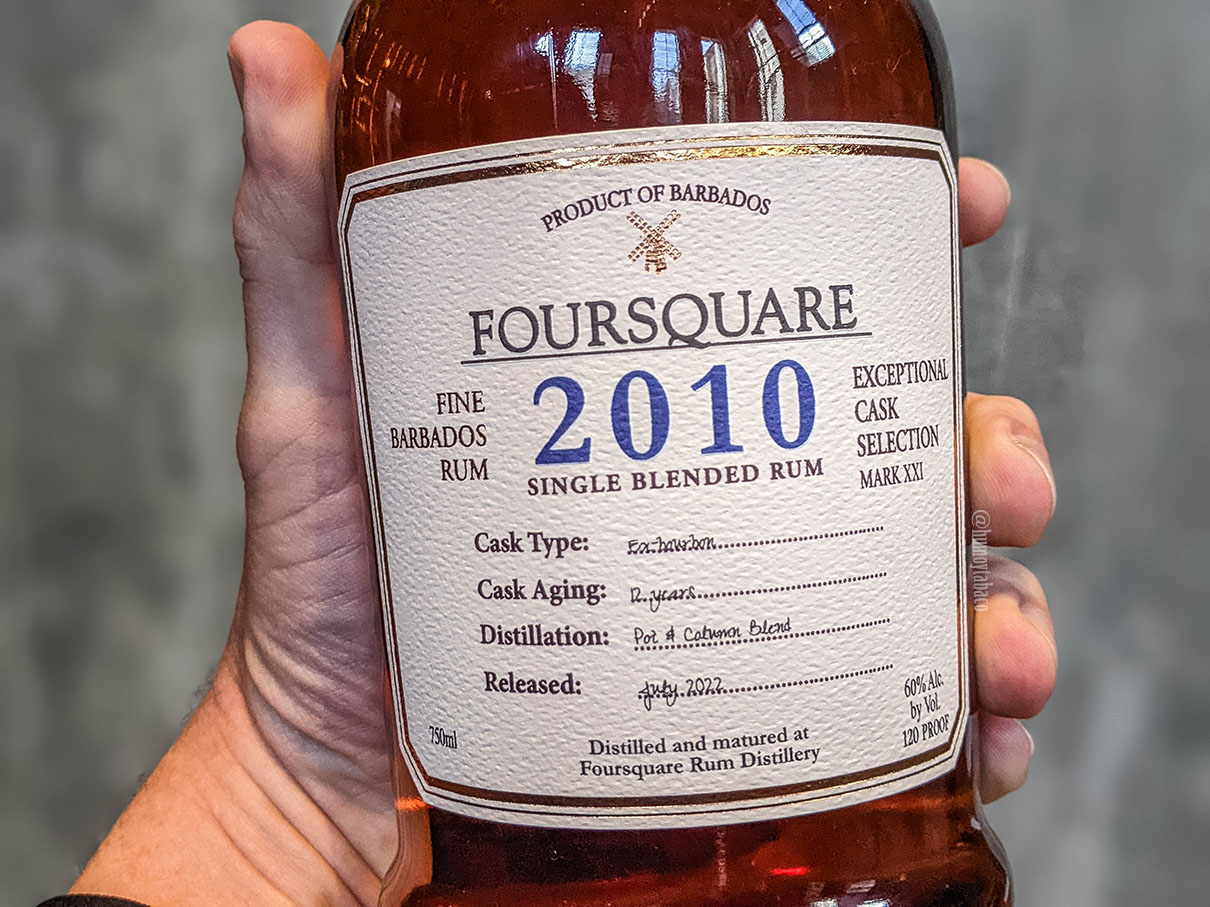 PRODUCT OF BARBADOS
FOURSQUARE
2010
SINGLE BLENDED RUM
FINE
BARBADOS
RUM
EXCEPTIONAL
CASK
SELECTION
MARK XXI
Cask Type: Ex-bourbon
Cask Aging: 12 years
Distillation: Pot & Column Blend
Released: July 2022
750ml
Distilled and matured at
Foursquare Rum Distillery
60% Alc.
by Vol.
120 PROOF
@humoytabaco